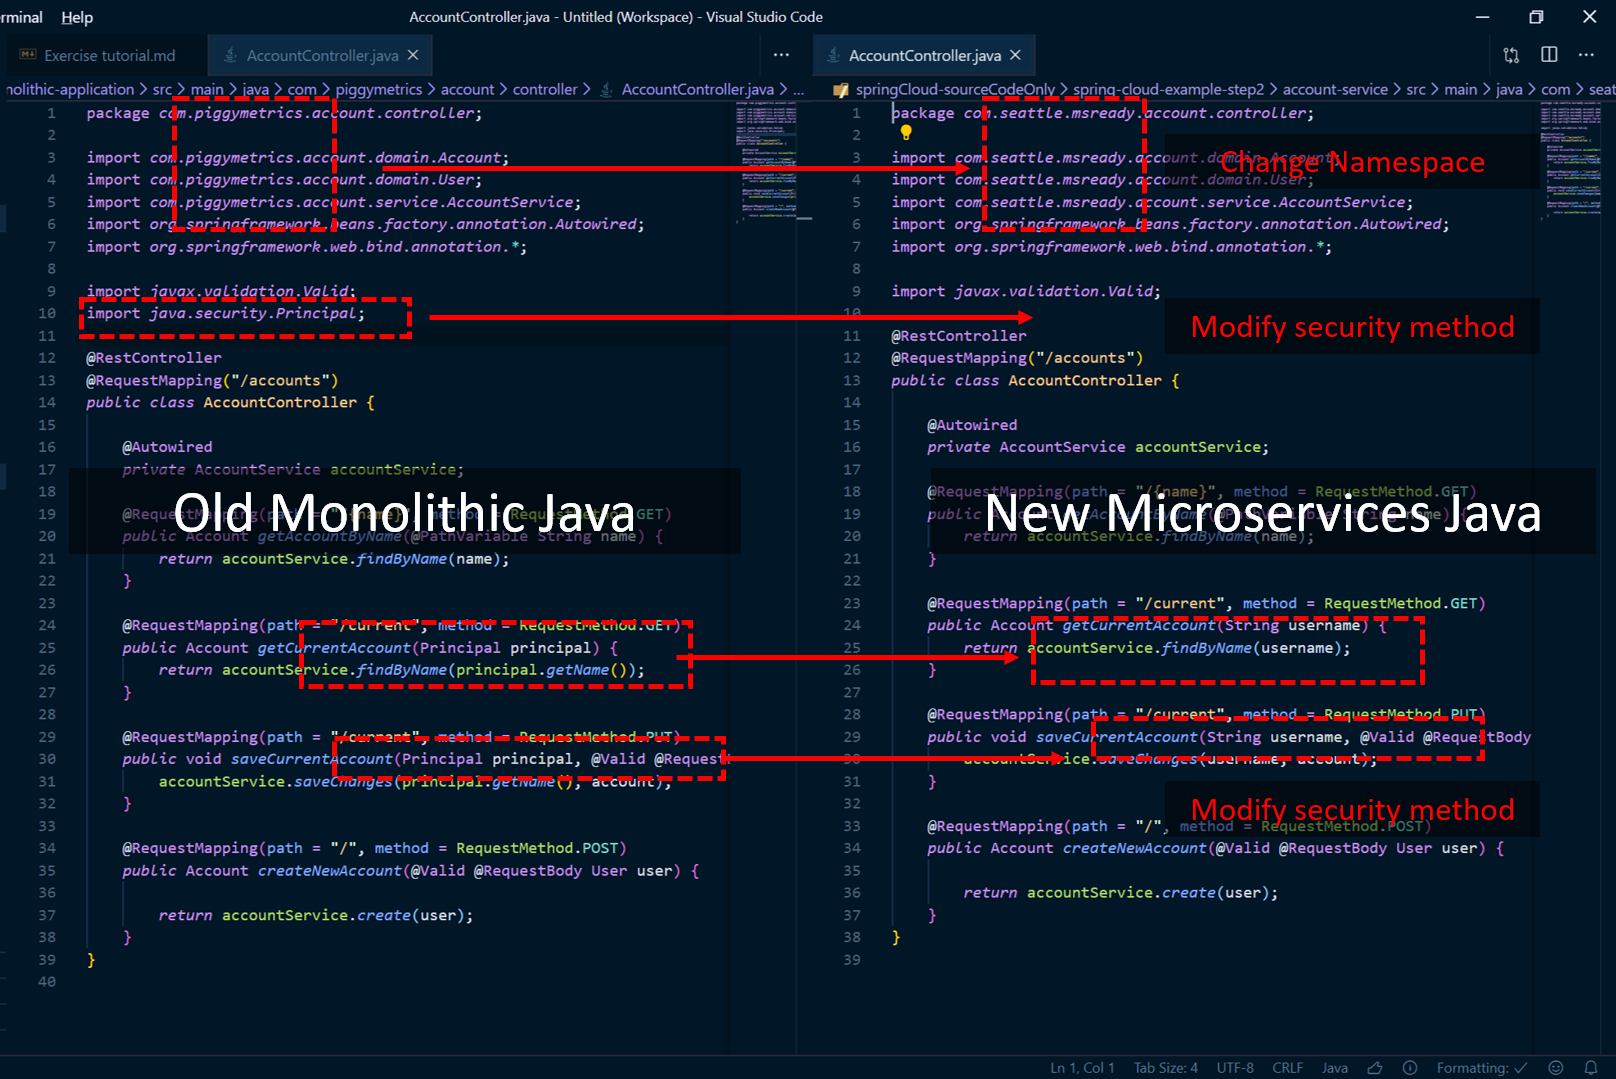 rminal Help AccountController.java - Untitled (Workspace) - Visual Studio Code
Exercise tutorial.md AccountController.java × ···
nolithic-application > src > main > java > com > piggymetrics > account > controller > AccountController.java > ...
1 package com.piggymetrics.account.controller;
2
3 import com.piggymetrics.account.domain.Account;
4 import com.piggymetrics.account.domain.User;
5 import com.piggymetrics.account.service.AccountService;
6 import org.springframework.beans.factory.annotation.Autowired;
7 import org.springframework.web.bind.annotation.*;
8
9 import javax.validation.Valid;
10 import java.security.Principal;
11
12 @RestController
13 @RequestMapping("/accounts")
14 public class AccountController {
15
16 @Autowired
17 private AccountService accountService;
18
Old Monolithic Java
19 @RequestMapping(path = "/{name}", method = RequestMethod.GET)
20 public Account getAccountByName(@PathVariable String name) {
21 return accountService.findByName(name);
22 }
23
24 @RequestMapping(path = "/current", method = RequestMethod.GET)
25 public Account getCurrentAccount(Principal principal) {
26 return accountService.findByName(principal.getName());
27 }
28
29 @RequestMapping(path = "/current", method = RequestMethod.PUT)
30 public void saveCurrentAccount(Principal principal, @Valid @Request
31 accountService.saveChanges(principal.getName(), account);
32 }
33
34 @RequestMapping(path = "/", method = RequestMethod.POST)
35 public Account createNewAccount(@Valid @RequestBody User user) {
36
37 return accountService.create(user);
38 }
39 }
40
AccountController.java × ···
springCloud-sourceCodeOnly > spring-cloud-example-step2 > account-service > src > main > java > com > seat
1 package com.seattle.msready.account.controller;
2
3 import com.seattle.msready.account.domain.Account;
Change Namespace
4 import com.seattle.msready.account.domain.User;
5 import com.seattle.msready.account.service.AccountService;
6 import org.springframework.beans.factory.annotation.Autowired;
7 import org.springframework.web.bind.annotation.*;
8
9 import javax.validation.Valid;
10
Modify security method
11 @RestController
12 @RequestMapping("/accounts")
13 public class AccountController {
14
15 @Autowired
16 private AccountService accountService;
17
18 @RequestMapping(path = "/{name}", method = RequestMethod.GET)
New Microservices Java
19 public Account getAccountByName(@PathVariable String name) {
20 return accountService.findByName(name);
21 }
22
23 @RequestMapping(path = "/current", method = RequestMethod.GET)
24 public Account getCurrentAccount(String username) {
25 return accountService.findByName(username);
26 }
27
28 @RequestMapping(path = "/current", method = RequestMethod.PUT)
29 public void saveCurrentAccount(String username, @Valid @RequestBody
30 accountService.saveChanges(username, account);
31 }
32
Modify security method
33 @RequestMapping(path = "/", method = RequestMethod.POST)
34 public Account createNewAccount(@Valid @RequestBody User user) {
35
36 return accountService.create(user);
37 }
38 }
39
Ln 1, Col 1 Tab Size: 4 UTF-8 CRLF Java Formatting: ✓